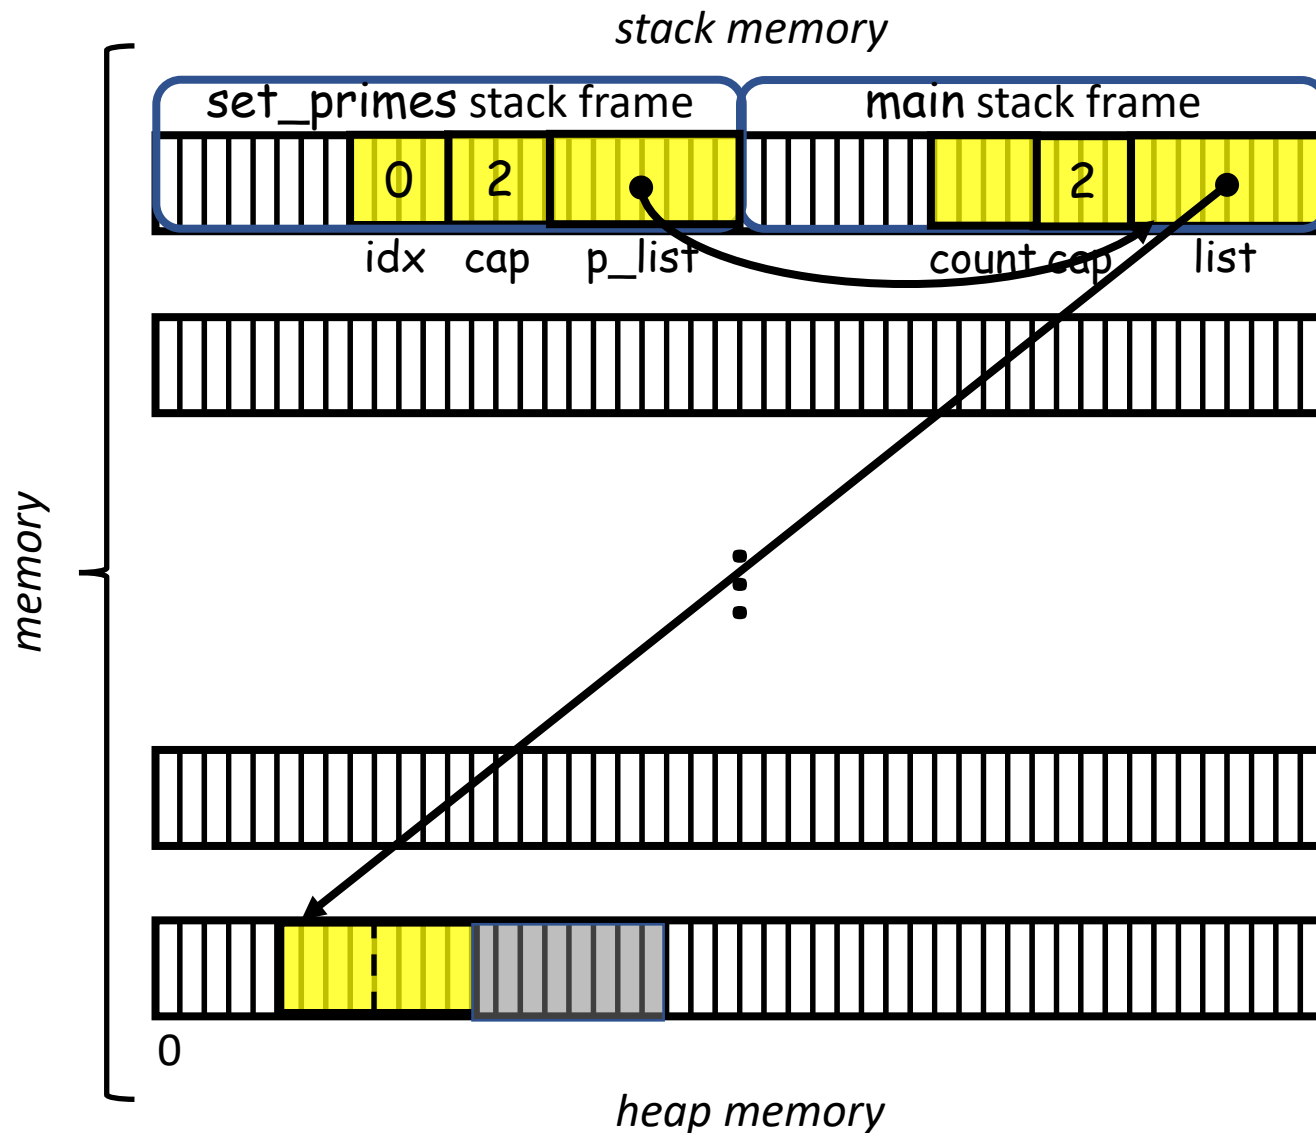 stack memory
set_primes stack frame
main stack frame
0
2
2
idx
cap
p_list
count
cap
list
memory
0
heap memory